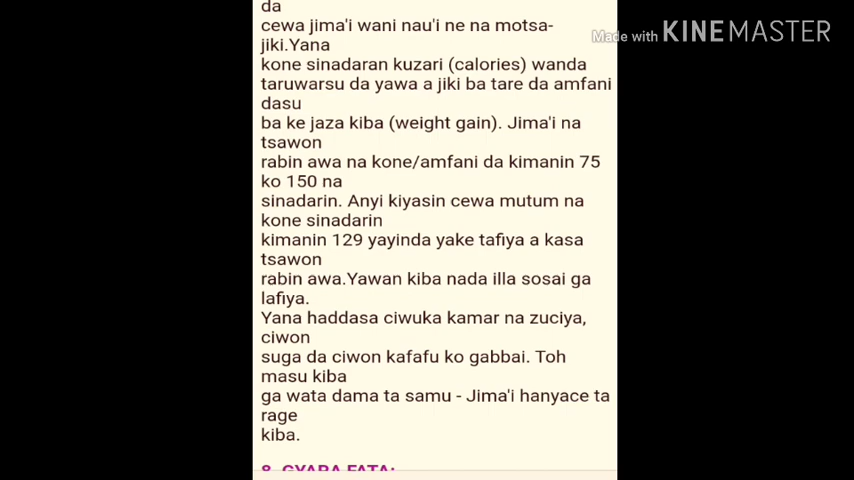 da
cewa jima'i wani nau'i ne na motsa-
jiki.Yana
kone sinadaran kuzari (calories) wanda
taruwarsu da yawa a jiki ba tare da amfani
dasu
ba ke jaza kiba (weight gain). Jima'i na
tsawon
rabin awa na kone/amfani da kimanin 75
ko 150 na
sinadarin. Anyi kiyasin cewa mutum na
kone sinadarin
kimanin 129 yayinda yake tafiya a kasa
tsawon
rabin awa.Yawan kiba nada illa sosai ga
lafiya.
Yana haddasa ciwuka kamar na zuciya,
ciwon
suga da ciwon kafafu ko gabbai. Toh
masu kiba
ga wata dama ta samu - Jima'i hanyace ta
rage
kiba.
8. GYARA FATA:
Made with KINEMASTER